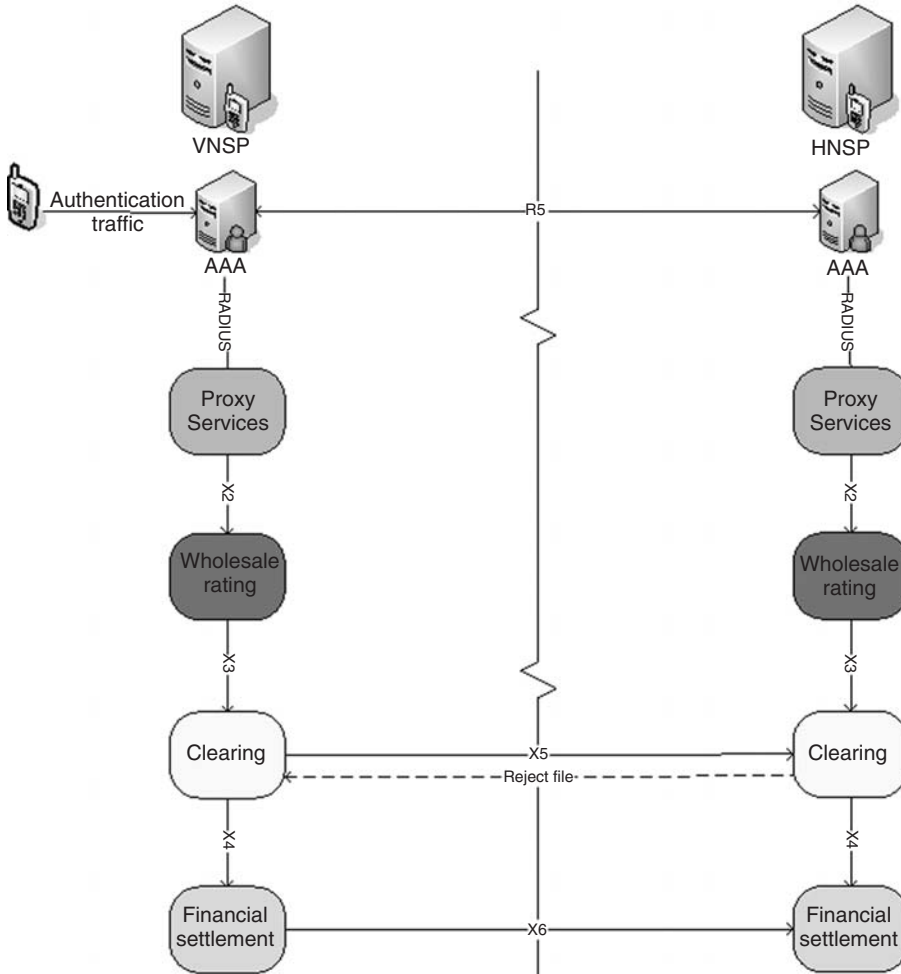 VNSP
HNSP
Authentication
traffic
R5
AAA
AAA
RADIUS
RADIUS
Proxy
Services
Proxy
Services
X2
X2
Wholesale
rating
Wholesale
rating
X3
X3
Clearing
X5
Clearing
Reject file
X4
X4
Financial
settlement
X6
Financial
settlement